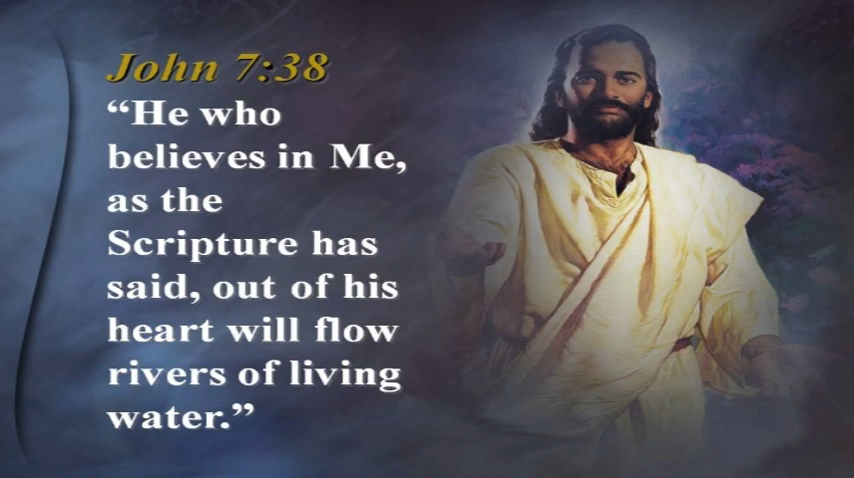 John 7:38
“He who
believes in Me,
as the
Scripture has
said, out of his
heart will flow
rivers of living
water.”